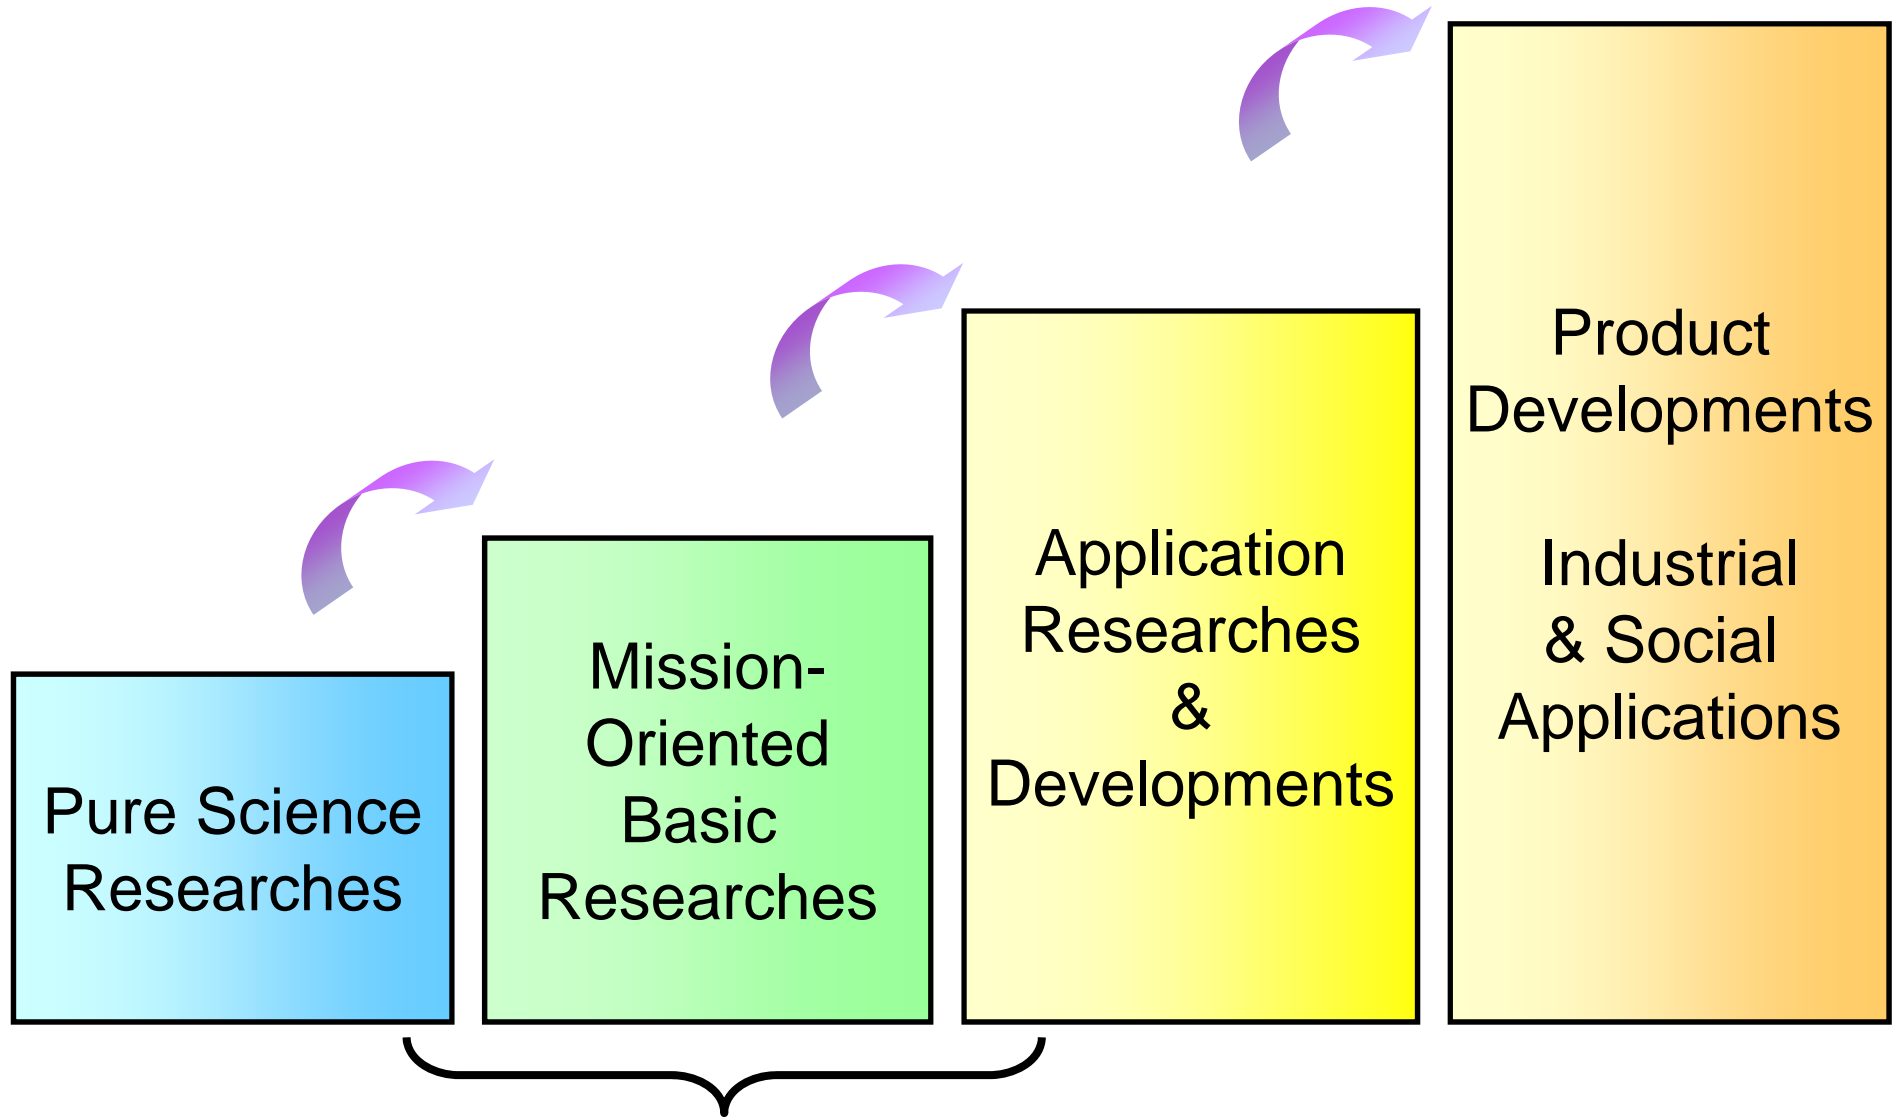 Pure Science
Researches
Mission-
Oriented
Basic
Researches
Application
Researches
&
Developments
Product
Developments
Industrial
& Social
Applications